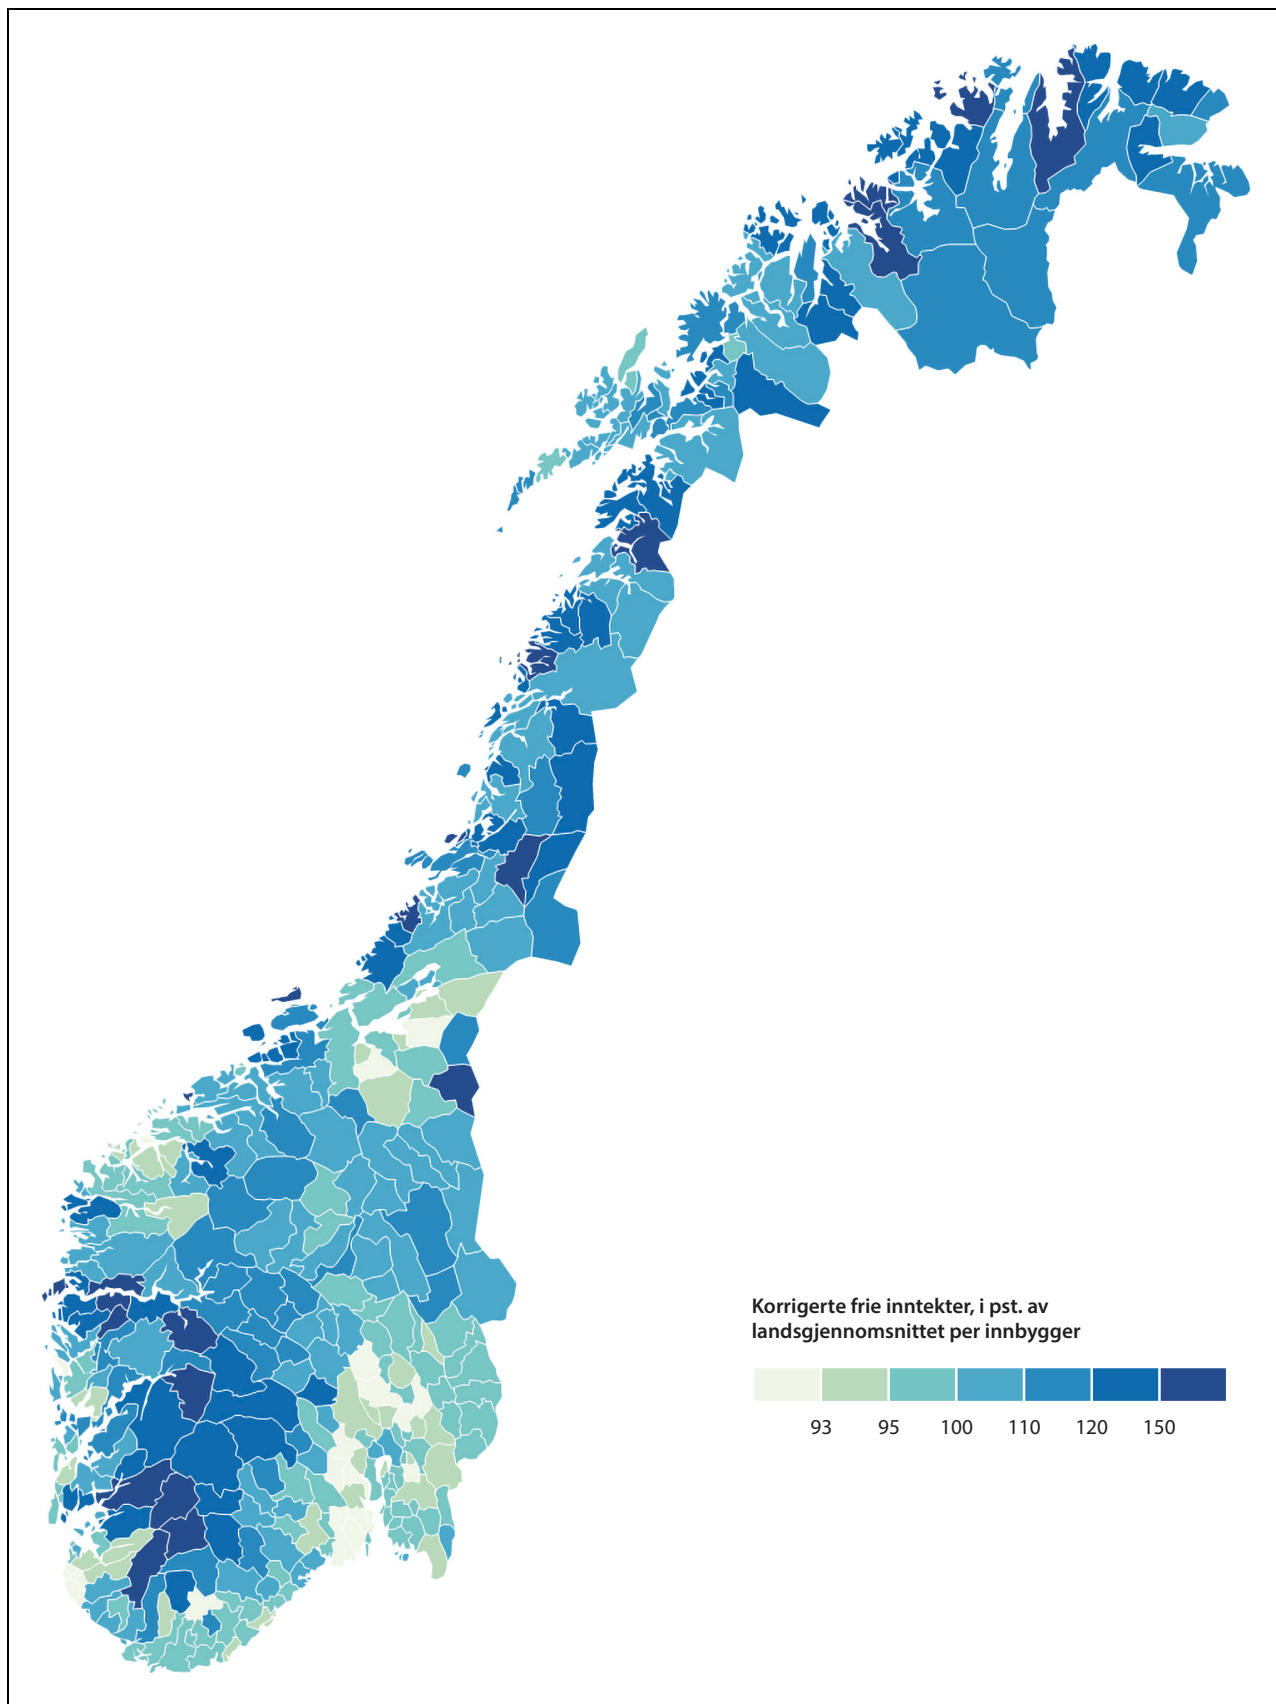 Korrigerte frie inntekter, i pst. av
landsgjennomsnittet per innbygger
93 95 100 110 120 150